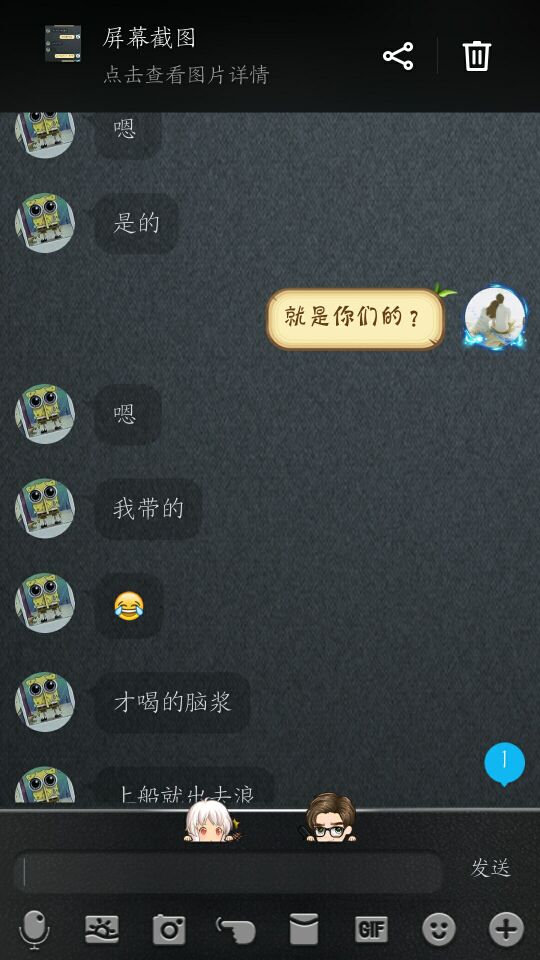 屏幕截图
点击查看图片详情
嗯
是的
就是你们的？
嗯
我带的
😂
才喝的脑浆
1
上船就出去浪
发送
GIF